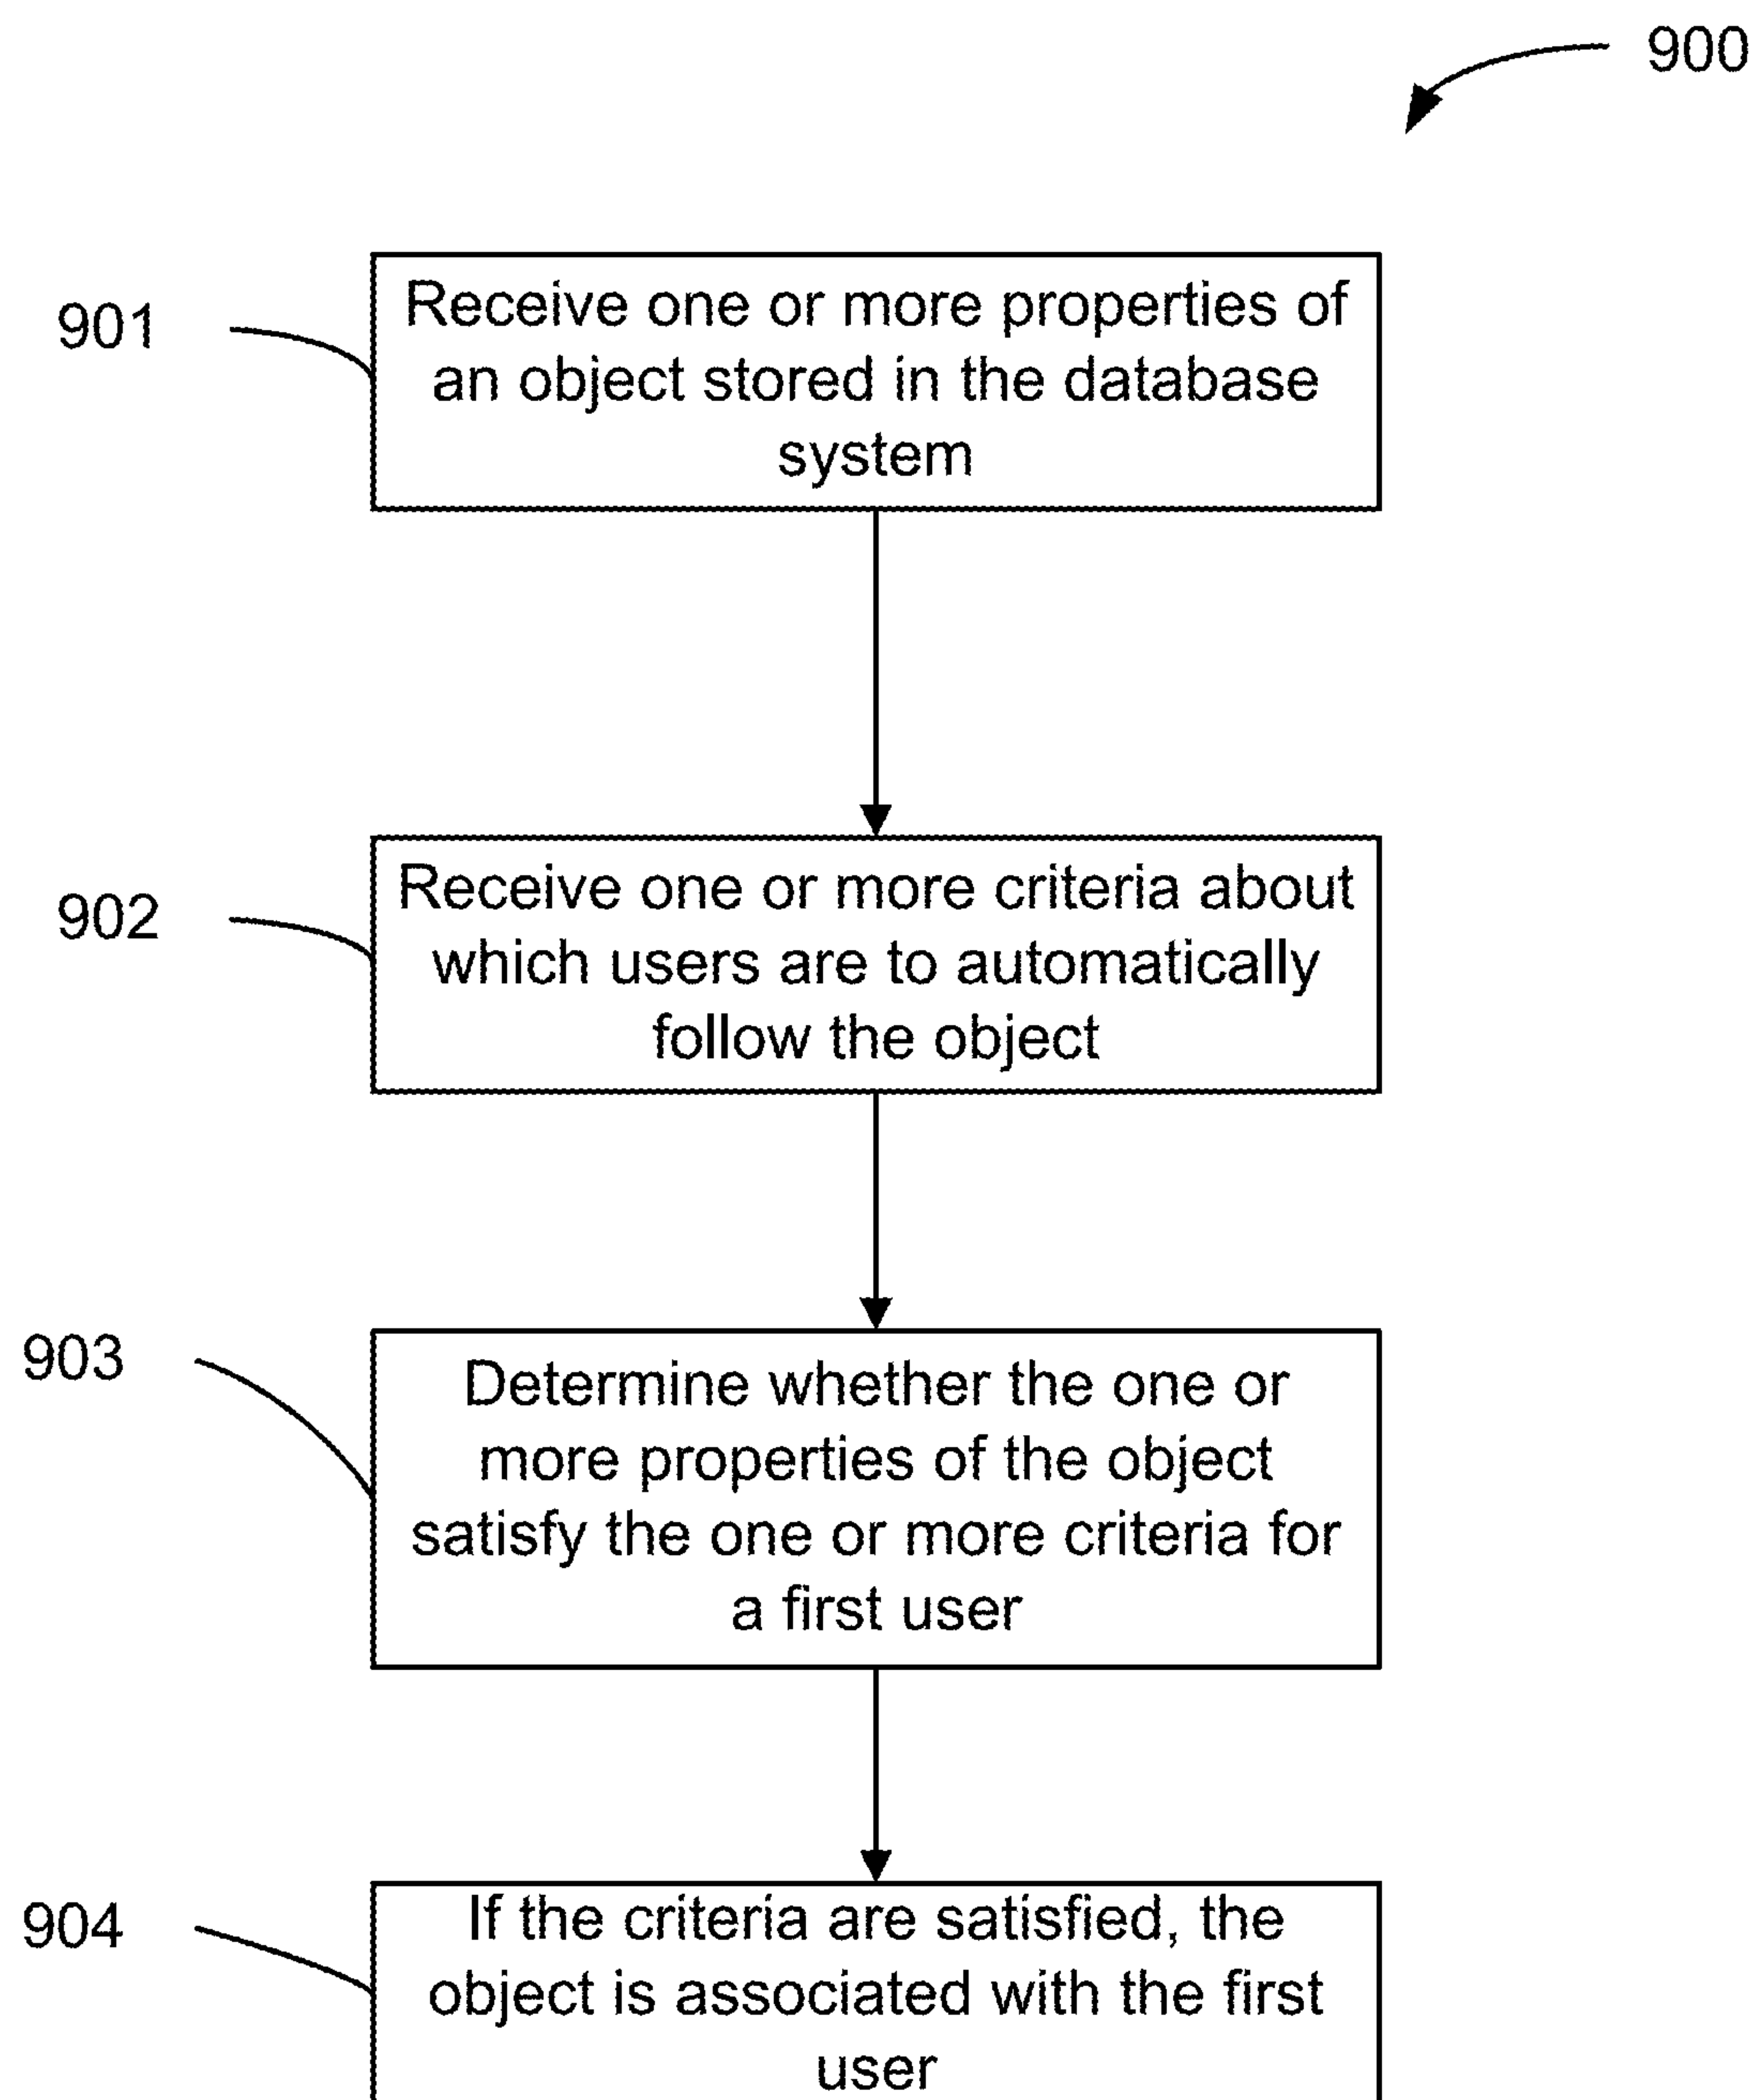 900
901
Receive one or more properties of
an object stored in the database
system
902
Receive one or more criteria about
which users are to automatically
follow the object
903
Determine whether the one or
more properties of the object
satisfy the one or more criteria for
a first user
904
If the criteria are satisfied, the
object is associated with the first
user